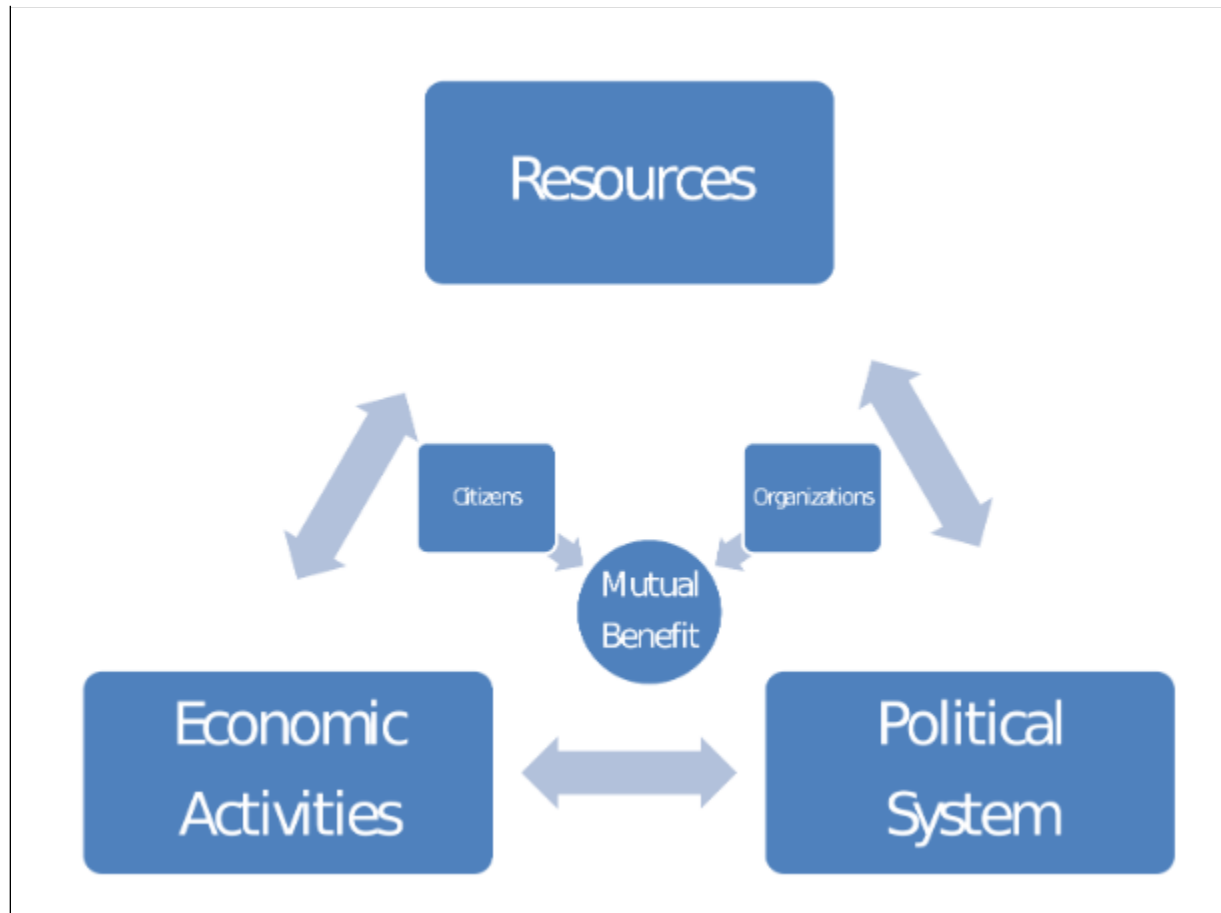 Resources
Citizens
Organizations
Mutual
Benefit
Economic
Activities
Political
System